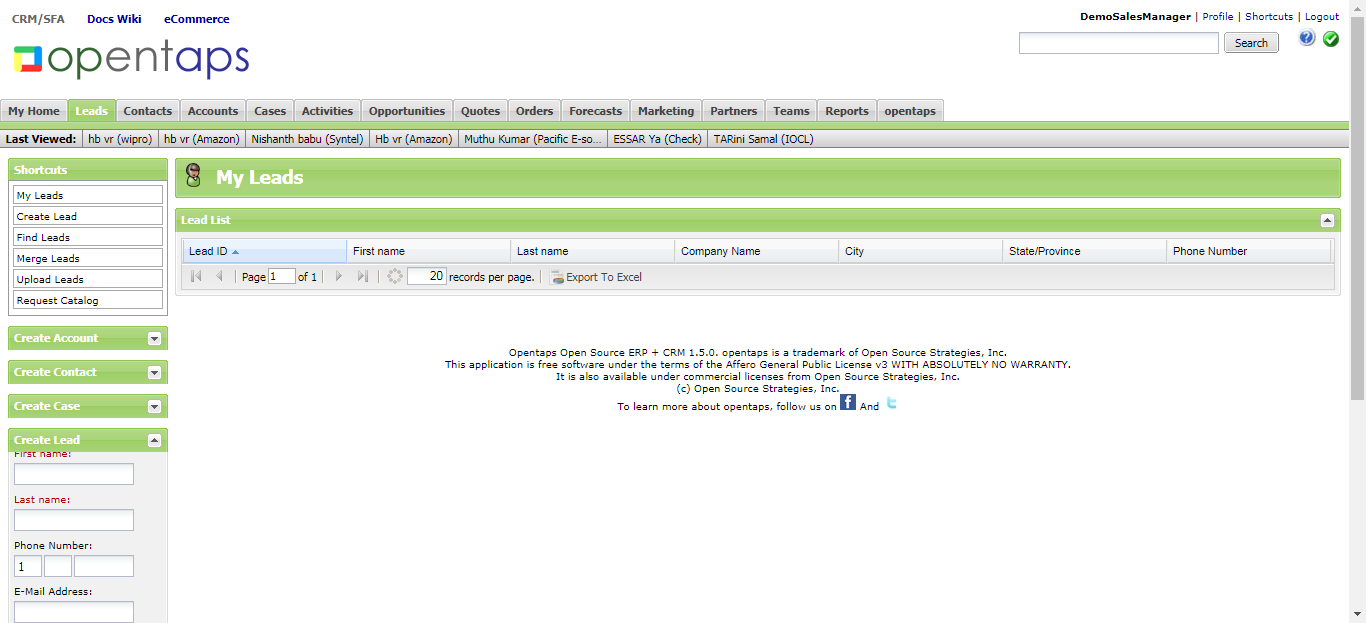 CRM/SFA Docs Wiki eCommerce
DemoSalesManager | Profile | Shortcuts | Logout
opentaps
Search
?
My Home Leads Contacts Accounts Cases Activities Opportunities Quotes Orders Forecasts Marketing Partners Teams Reports opentaps
Last Viewed: hb vr (wipro) hb vr (Amazon) Nishanth babu (Syntel) Hb vr (Amazon) Muthu Kumar (Pacific E-so... ESSAR Ya (Check) TARini Samal (IOCL)
Shortcuts
My Leads
Create Lead
Find Leads
Merge Leads
Upload Leads
Request Catalog
Create Account
Create Contact
Create Case
Create Lead
First name:
Last name:
Phone Number:
1
E-Mail Address:
My Leads
Lead List
Lead ID First name Last name Company Name City State/Province Phone Number
Page 1 of 1 20 records per page. Export To Excel
Opentaps Open Source ERP + CRM 1.5.0. opentaps is a trademark of Open Source Strategies, Inc.
This application is free software under the terms of the Affero General Public License v3 WITH ABSOLUTELY NO WARRANTY.
It is also available under commercial licenses from Open Source Strategies, Inc.
(c) Open Source Strategies, Inc.
To learn more about opentaps, follow us on f And t